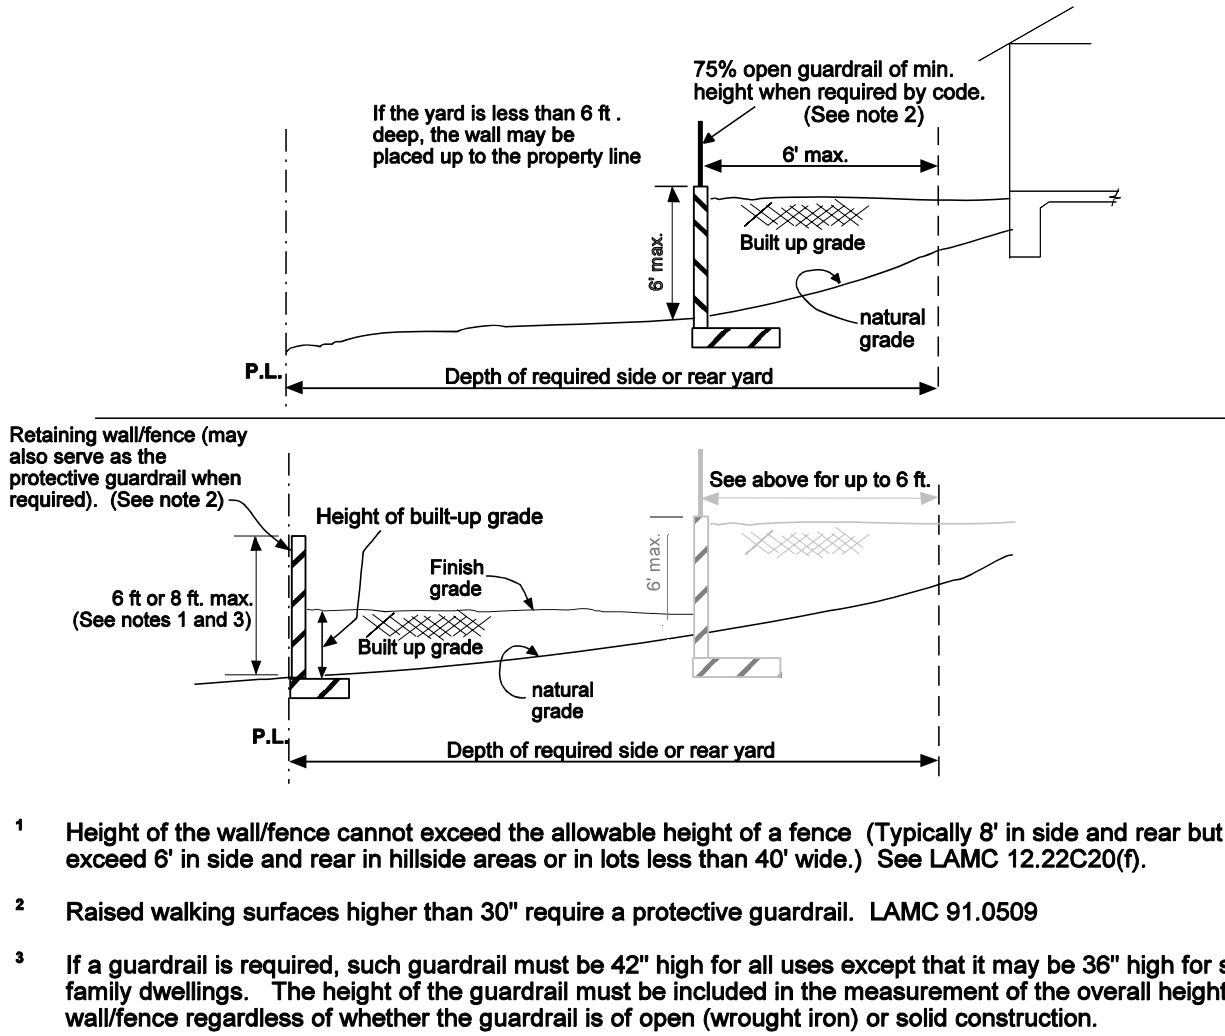 75% open guardrail of min.
height when required by code.
(See note 2)
If the yard is less than 6 ft .
deep, the wall may be
placed up to the property line
6' max.
6' max.
Built up grade
natural
grade
P.L.
Depth of required side or rear yard
Retaining wall/fence (may
also serve as the
protective guardrail when
required). (See note 2)
See above for up to 6 ft.
Height of built-up grade
6' max.
Finish
grade
6 ft or 8 ft. max.
(See notes 1 and 3)
Built up grade
natural
grade
P.L.
Depth of required side or rear yard
1 Height of the wall/fence cannot exceed the allowable height of a fence (Typically 8' in side and rear but
exceed 6' in side and rear in hillside areas or in lots less than 40' wide.) See LAMC 12.22C20(f).
2 Raised walking surfaces higher than 30" require a protective guardrail. LAMC 91.0509
3 If a guardrail is required, such guardrail must be 42" high for all uses except that it may be 36" high for s
family dwellings. The height of the guardrail must be included in the measurement of the overall height
wall/fence regardless of whether the guardrail is of open (wrought iron) or solid construction.